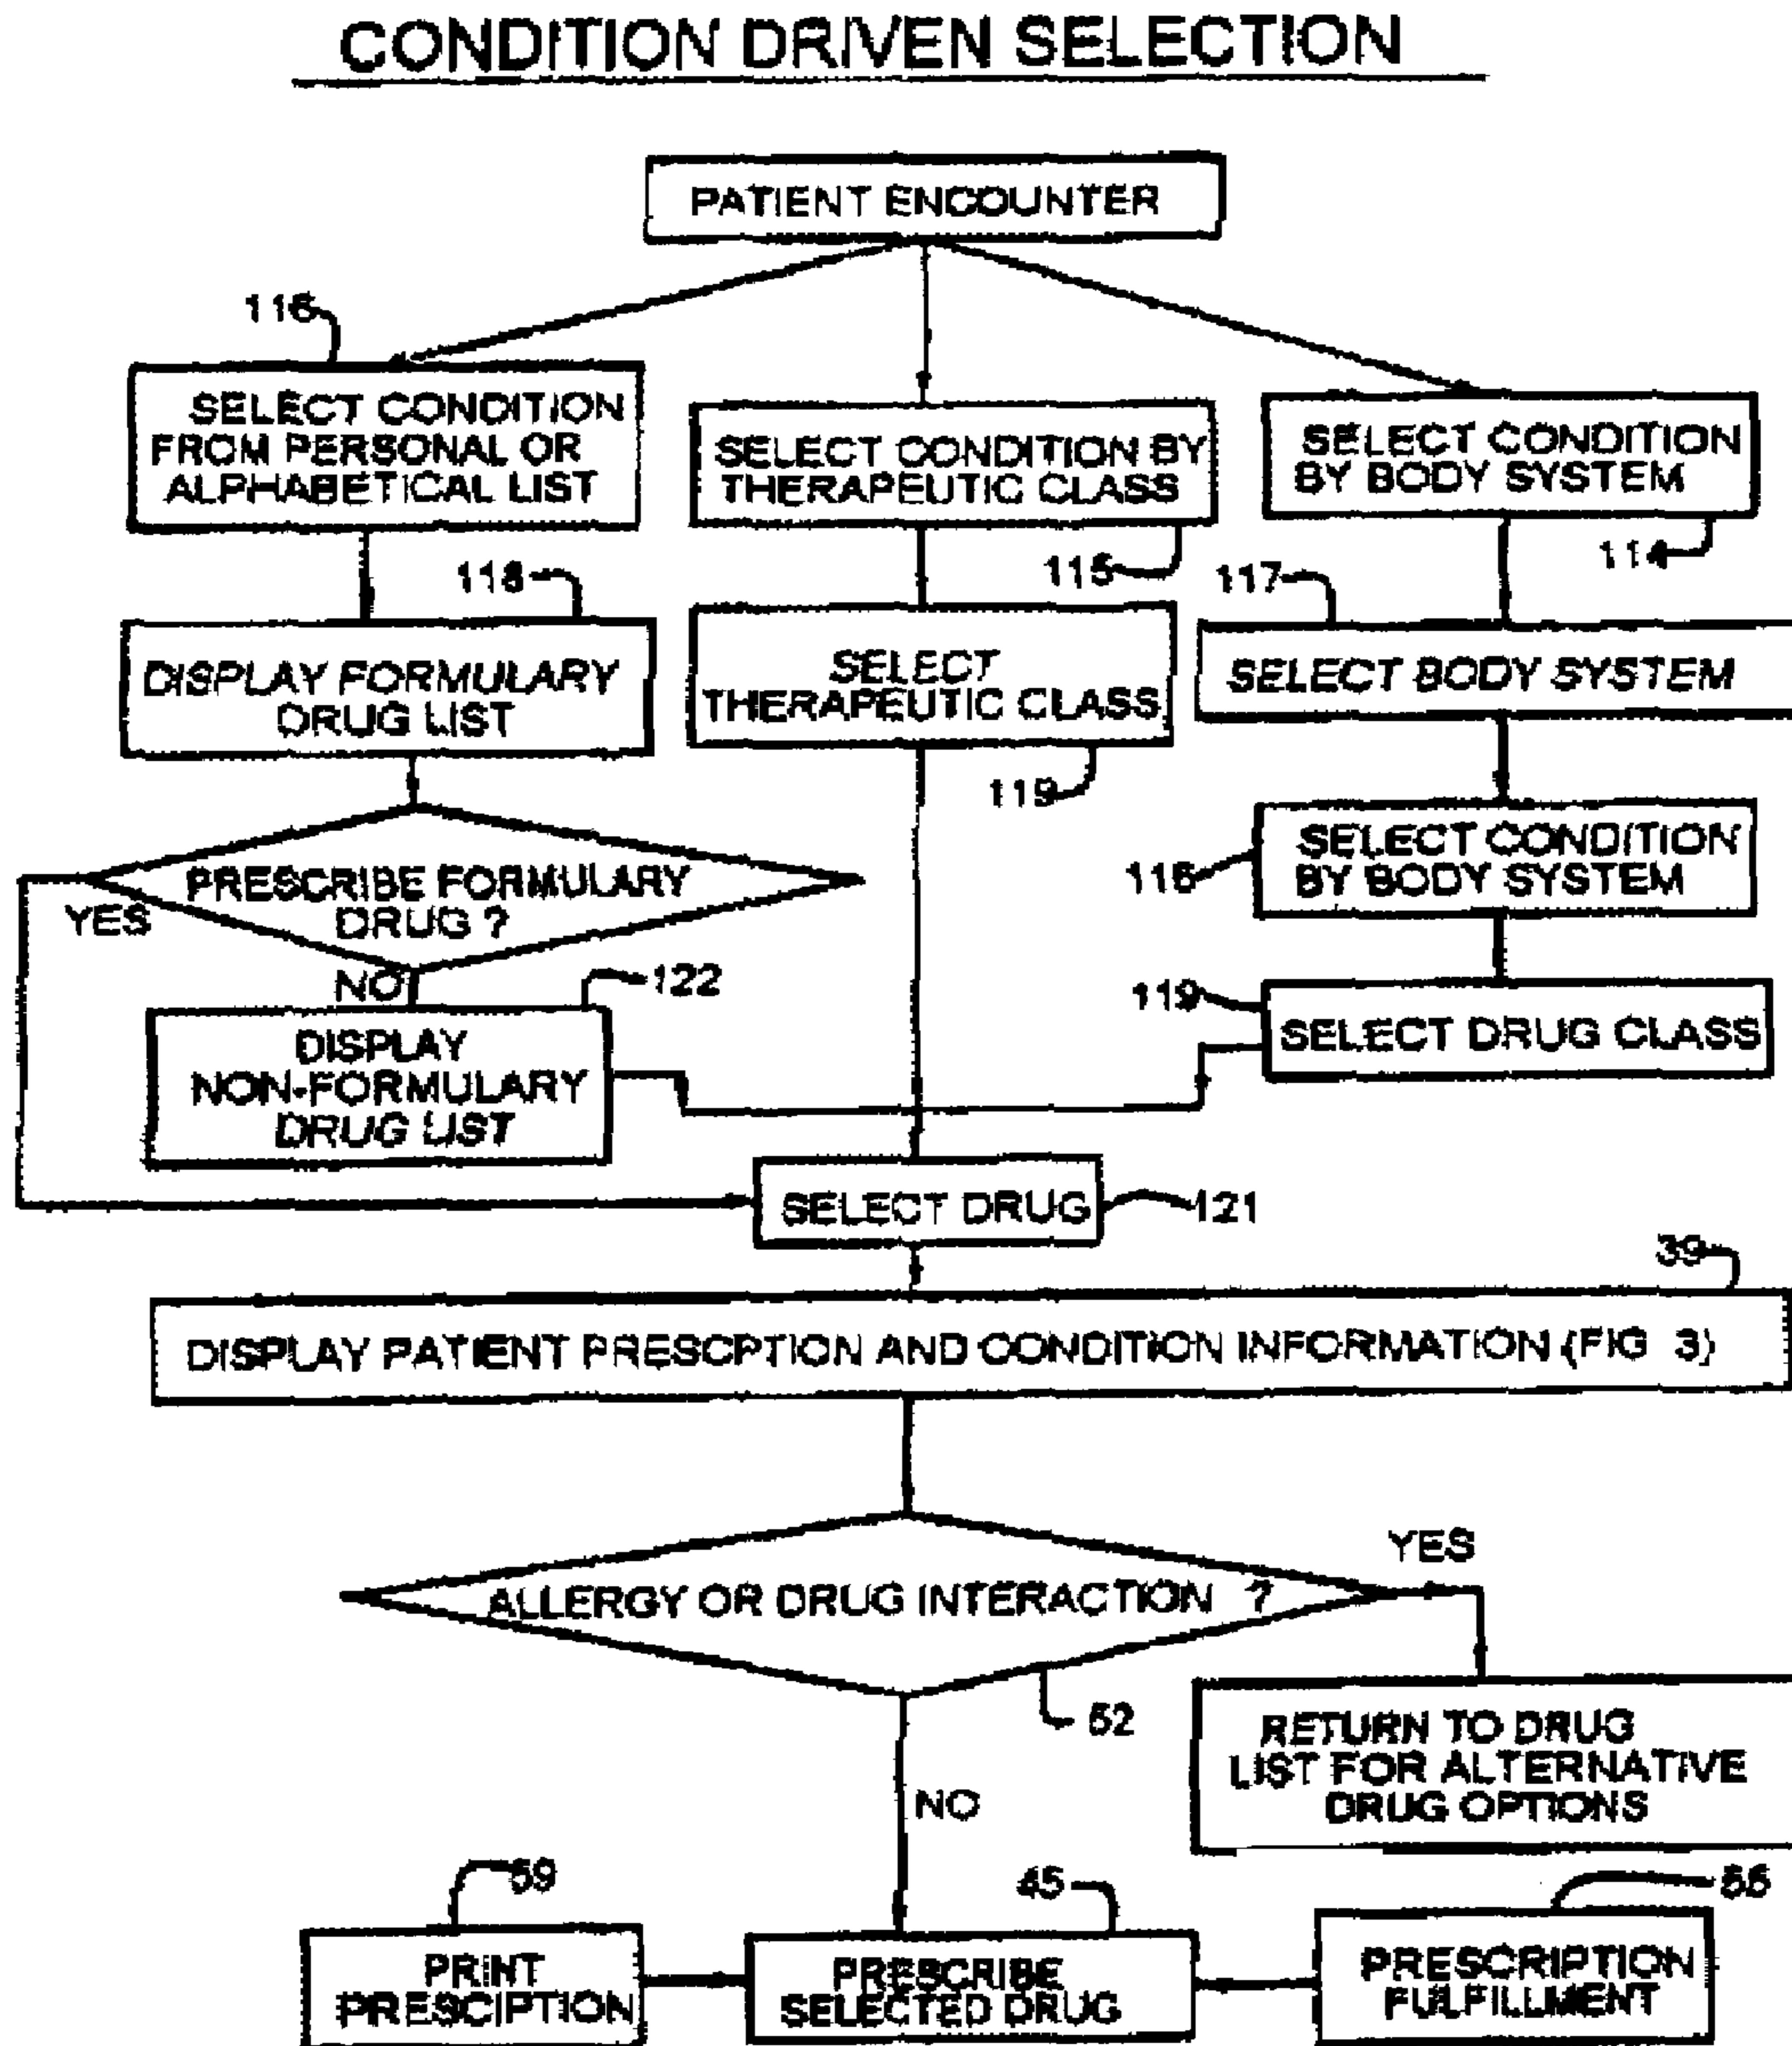 CONDITION DRIVEN SELECTION
PATIENT ENCOUNTER
116
SELECT CONDITION
FROM PERSONAL OR
ALPHABETICAL LIST
SELECT CONDITION BY
THERAPEUTIC CLASS
SELECT CONDITION
BY BODY SYSTEM
118
115
117
114
DISPLAY FORMULARY
DRUG LIST
SELECT
THERAPEUTIC CLASS
SELECT BODY SYSTEM
119
PRESCRIBE FORMULARY
DRUG ?
YES
NO
116
SELECT CONDITION
BY BODY SYSTEM
122
119
DISPLAY
NON-FORMULARY
DRUG LIST
SELECT DRUG CLASS
SELECT DRUG
121
39
DISPLAY PATIENT PRESCPTION AND CONDITION INFORMATION (FIG 3)
ALLERGY OR DRUG INTERACTION ?
YES
52
NO
RETURN TO DRUG
LIST FOR ALTERNATIVE
DRUG OPTIONS
59
45
PRINT
PRESCIPTION
PRESCRIBE
SELECTED DRUG
PRESCRIPTION
FULFILLMENT